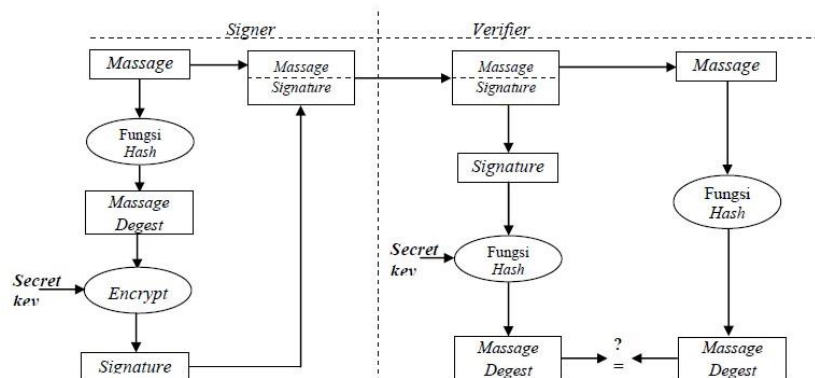 Signer
Verifier
Massage
Massage
Signature
Massage
Signature
Massage
Fungsi
Hash
Signature
Massage
Degest
Fungsi
Hash
Secret
key
Encrypt
Secret
key
Fungsi
Hash
Signature
Massage
Degest
?
=
Massage
Degest